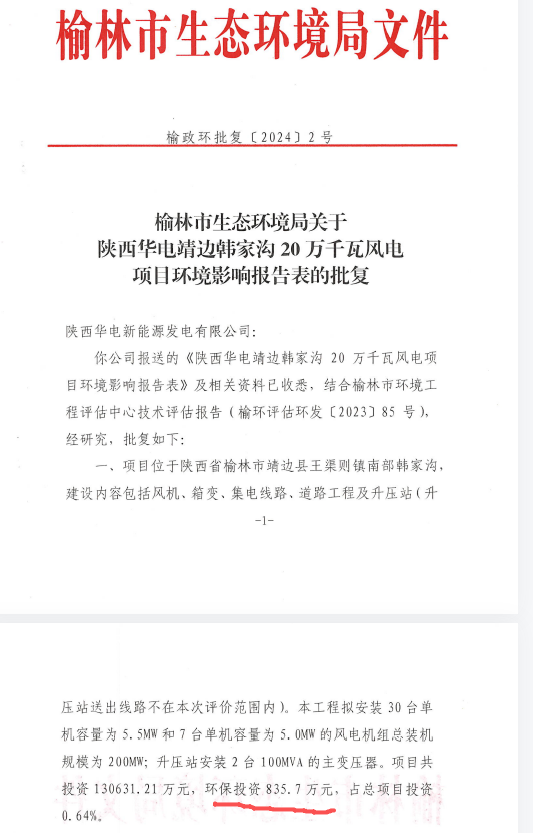 榆林市生态环境局文件
榆政环批复〔2024〕2号
榆林市生态环境局关于
陕西华电靖边韩家沟20万千瓦风电
项目环境影响报告表的批复
陕西华电新能源发电有限公司：
你公司报送的《陕西华电靖边韩家沟 20 万千瓦风电项
目环境影响报告表》及相关资料已收悉，结合榆林市环境工
程评估中心技术评估报告（榆环评估环发〔2023〕85 号），
经研究，批复如下：
一、项目位于陕西省榆林市靖边县王渠则镇南部韩家沟，
建设内容包括风机、箱变、集电线路、道路工程及升压站（升
-1-
压站送出线路不在本次评价范围内）。本工程拟安装 30 台单
机容量为 5.5MW 和 7 台单机容量为 5.0MW 的风电机组总装机
规模为 200MW；升压站安装 2 台 100MVA 的主变压器。项目共
投资 130631.21 万元，环保投资 835.7 万元，占总项目投资
0.64%。